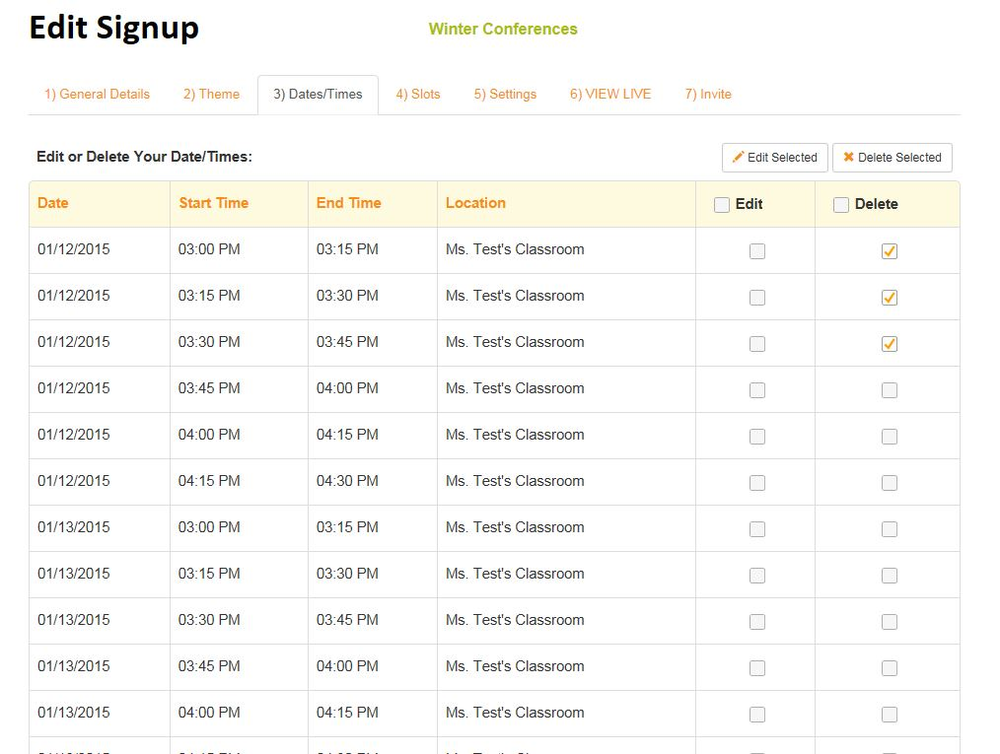 Edit Signup
Winter Conferences
1) General Details 2) Theme 3) Dates/Times 4) Slots 5) Settings 6) VIEW LIVE 7) Invite
Edit or Delete Your Date/Times: Edit Selected Delete Selected
Date Start Time End Time Location Edit Delete
01/12/2015 03:00 PM 03:15 PM Ms. Test's Classroom
01/12/2015 03:15 PM 03:30 PM Ms. Test's Classroom
01/12/2015 03:30 PM 03:45 PM Ms. Test's Classroom
01/12/2015 03:45 PM 04:00 PM Ms. Test's Classroom
01/12/2015 04:00 PM 04:15 PM Ms. Test's Classroom
01/12/2015 04:15 PM 04:30 PM Ms. Test's Classroom
01/13/2015 03:00 PM 03:15 PM Ms. Test's Classroom
01/13/2015 03:15 PM 03:30 PM Ms. Test's Classroom
01/13/2015 03:30 PM 03:45 PM Ms. Test's Classroom
01/13/2015 03:45 PM 04:00 PM Ms. Test's Classroom
01/13/2015 04:00 PM 04:15 PM Ms. Test's Classroom